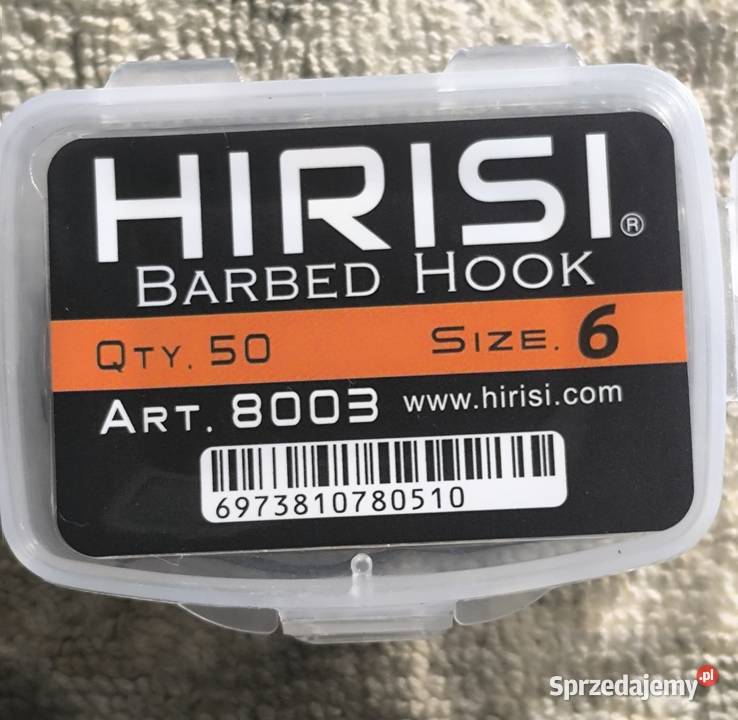 HIRISI®
BARBED HOOK
QTY. 50 SIZE. 6
ART. 8003 www.hirisi.com
6973810780510
Sprzedajemy.pl